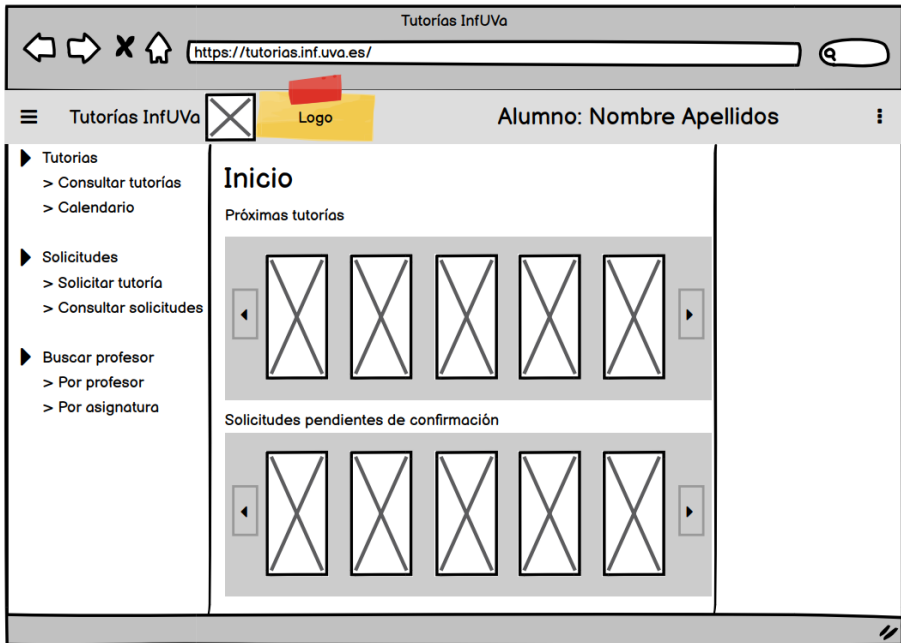 Tutorías InfUVa
https://tutorias.inf.uva.es/
Tutorías InfUVa
Logo
Alumno: Nombre Apellidos
Tutorias
> Consultar tutorías
> Calendario
Solicitudes
> Solicitar tutoría
> Consultar solicitudes
Buscar profesor
> Por profesor
> Por asignatura
Inicio
Próximas tutorías
Solicitudes pendientes de confirmación